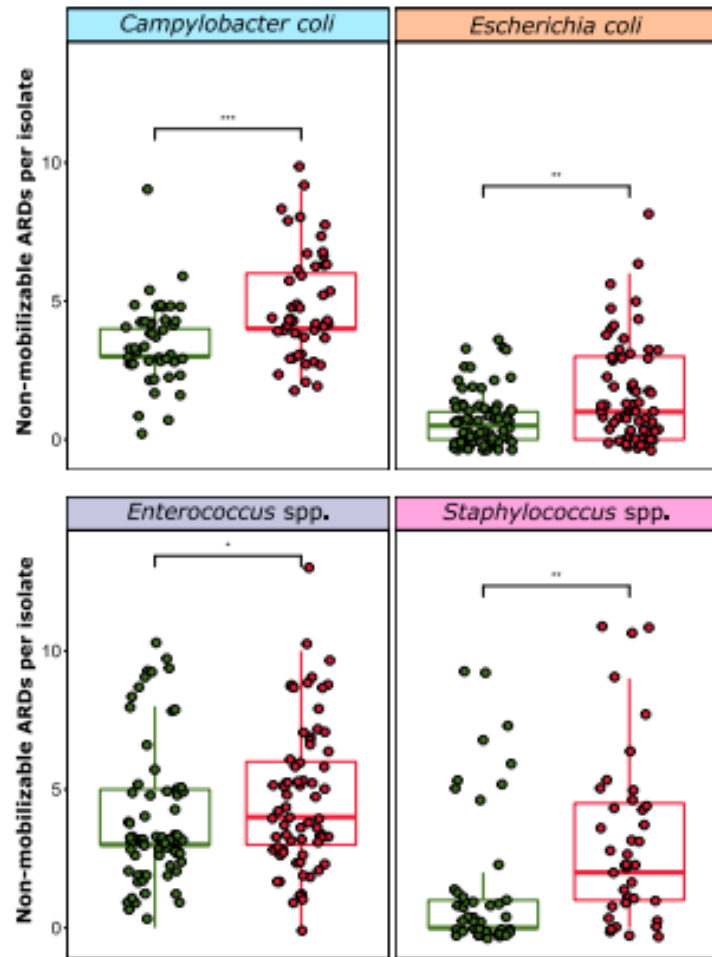 Campylobacter coli
Escherichia coli
Non-mobilizable ARDs per isolate
10
5
0
***
**
Enterococcus spp.
Staphylococcus spp.
Non-mobilizable ARDs per isolate
10
5
0
*
**